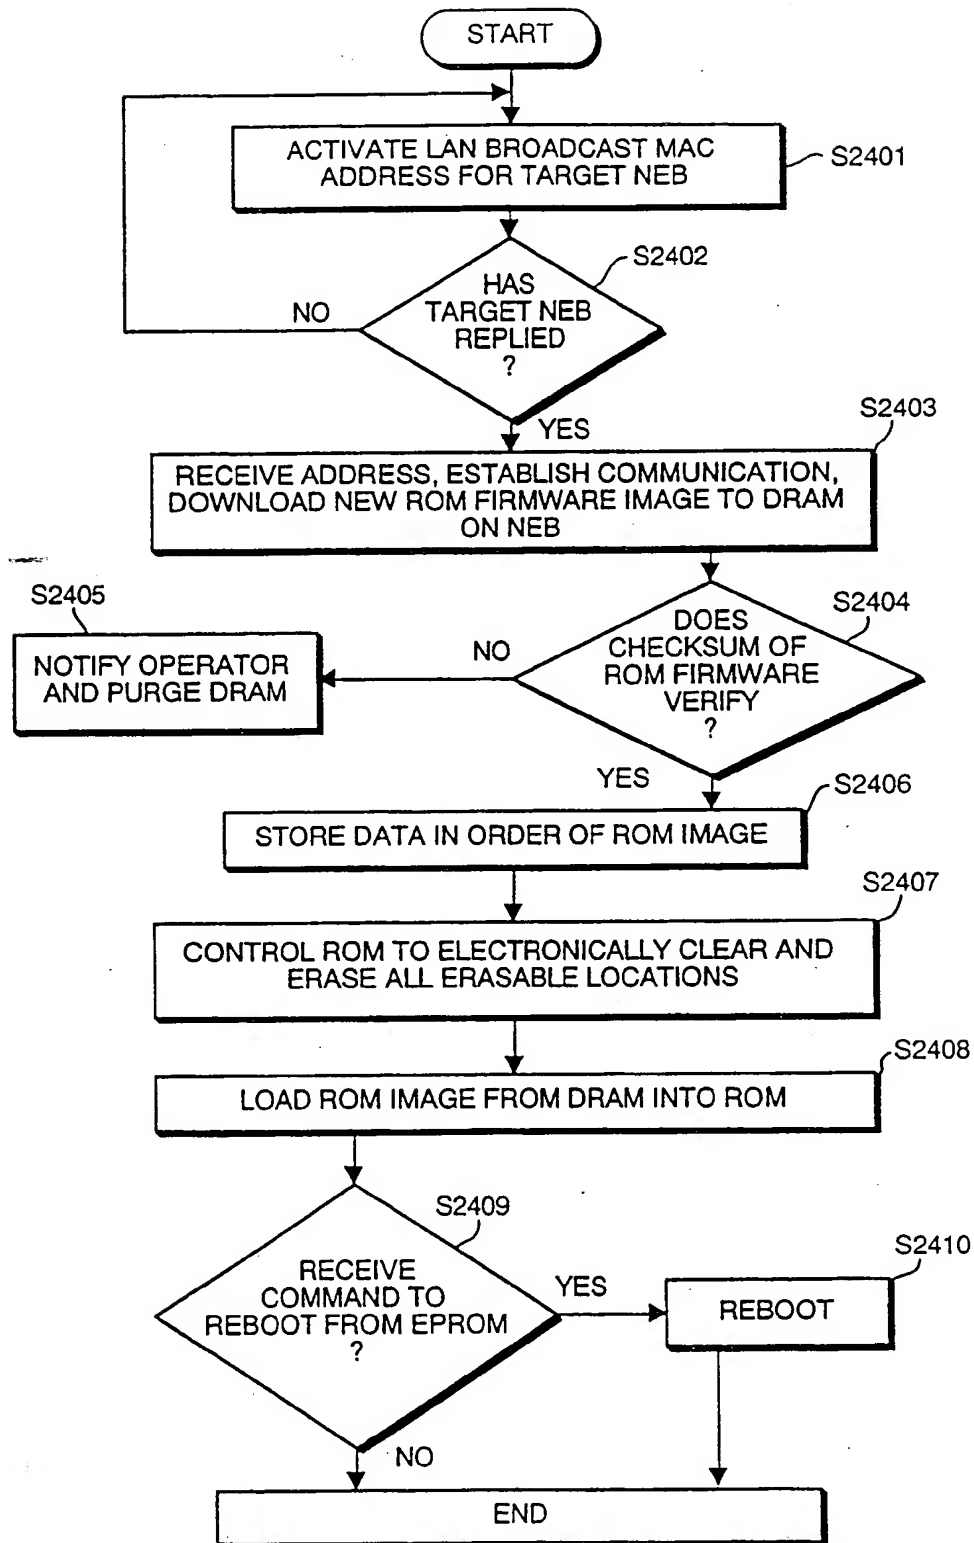 START
ACTIVATE LAN BROADCAST MAC
ADDRESS FOR TARGET NEB
S2401
S2402
HAS
TARGET NEB
REPLIED
?
NO
YES
S2403
RECEIVE ADDRESS, ESTABLISH COMMUNICATION,
DOWNLOAD NEW ROM FIRMWARE IMAGE TO DRAM
ON NEB
S2405
NOTIFY OPERATOR
AND PURGE DRAM
NO
S2404
DOES
CHECKSUM OF
ROM FIRMWARE
VERIFY
?
YES
S2406
STORE DATA IN ORDER OF ROM IMAGE
S2407
CONTROL ROM TO ELECTRONICALLY CLEAR AND
ERASE ALL ERASABLE LOCATIONS
S2408
LOAD ROM IMAGE FROM DRAM INTO ROM
S2409
RECEIVE
COMMAND TO
REBOOT FROM EPROM
?
YES
S2410
REBOOT
NO
END